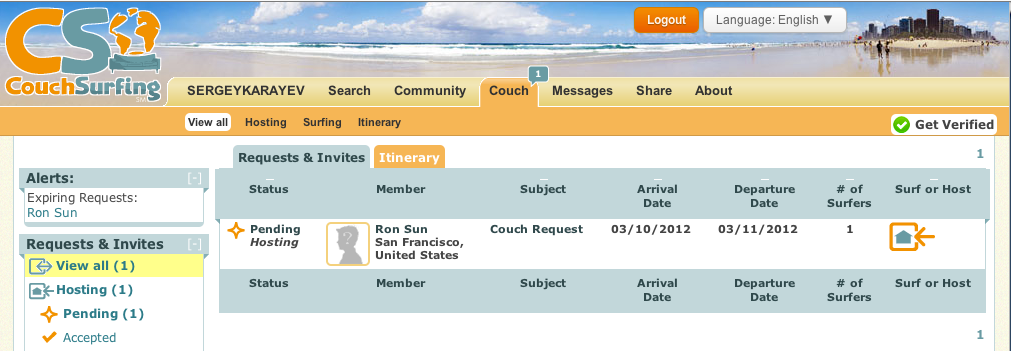 CS
CouchSurfing
SM
Logout
Language: English ▼
SERGEYKARAYEV Search Community Couch 1 Messages Share About
View all Hosting Surfing Itinerary
Get Verified
Alerts: [-]
Expiring Requests:
Ron Sun
Requests & Invites [-]
View all (1)
Hosting (1)
Pending (1)
Accepted
Requests & Invites Itinerary
1
Status Member Subject Arrival Date Departure Date # of Surfers Surf or Host
Pending Ron Sun Couch Request 03/10/2012 03/11/2012 1
Hosting San Francisco,
United States
Status Member Subject Arrival Date Departure Date # of Surfers Surf or Host
1